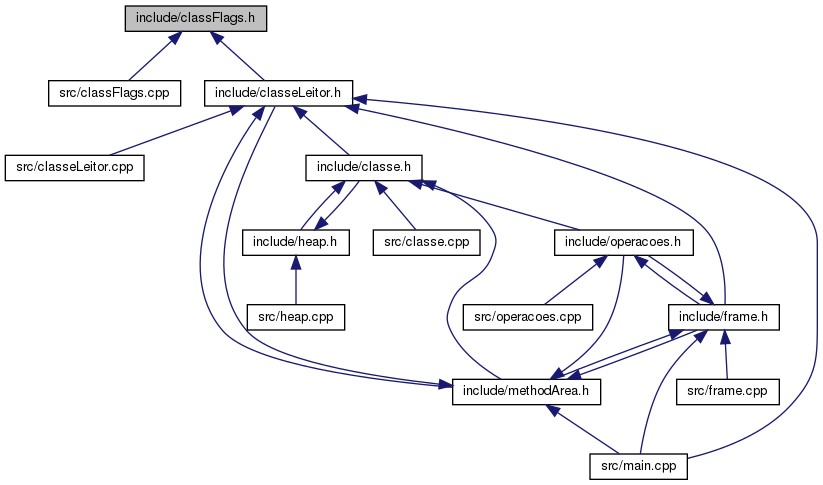 include/classFlags.h
src/classFlags.cpp
include/classeLeitor.h
src/classeLeitor.cpp
include/classe.h
include/heap.h
src/classe.cpp
include/operacoes.h
src/heap.cpp
src/operacoes.cpp
include/frame.h
include/methodArea.h
src/frame.cpp
src/main.cpp